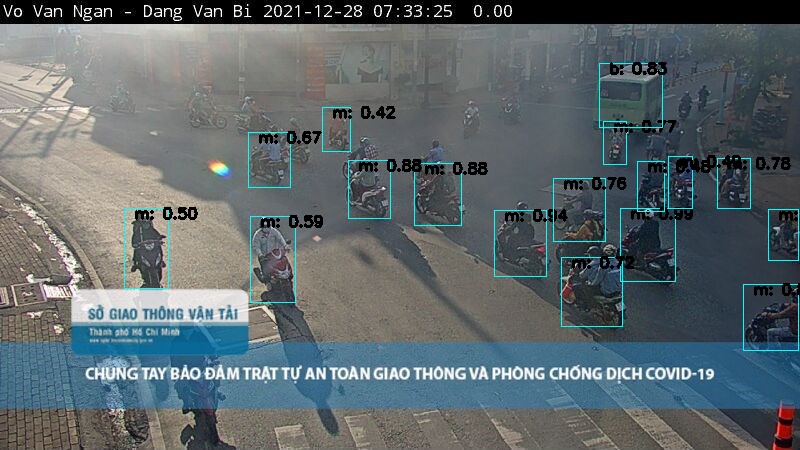 Vo Van Ngan - Dang Van Bi 2021-12-28 07:33:25 0.00
b: 0.83
m: 0.42
m: 0.67
m: 0.77
m: 0.88
m: 0.88
m: 0.78
m: 0.76
m: 0.50
m: 0.59
m: 0.94
m: 0.99
m:
m: 0.72
SỞ GIAO THÔNG VẬN TẢI
Thành phố Hồ Chí Minh
CHUNG TAY BẢO ĐẢM TRẬT TỰ AN TOÀN GIAO THÔNG VÀ PHÒNG CHỐNG DỊCH COVID-19